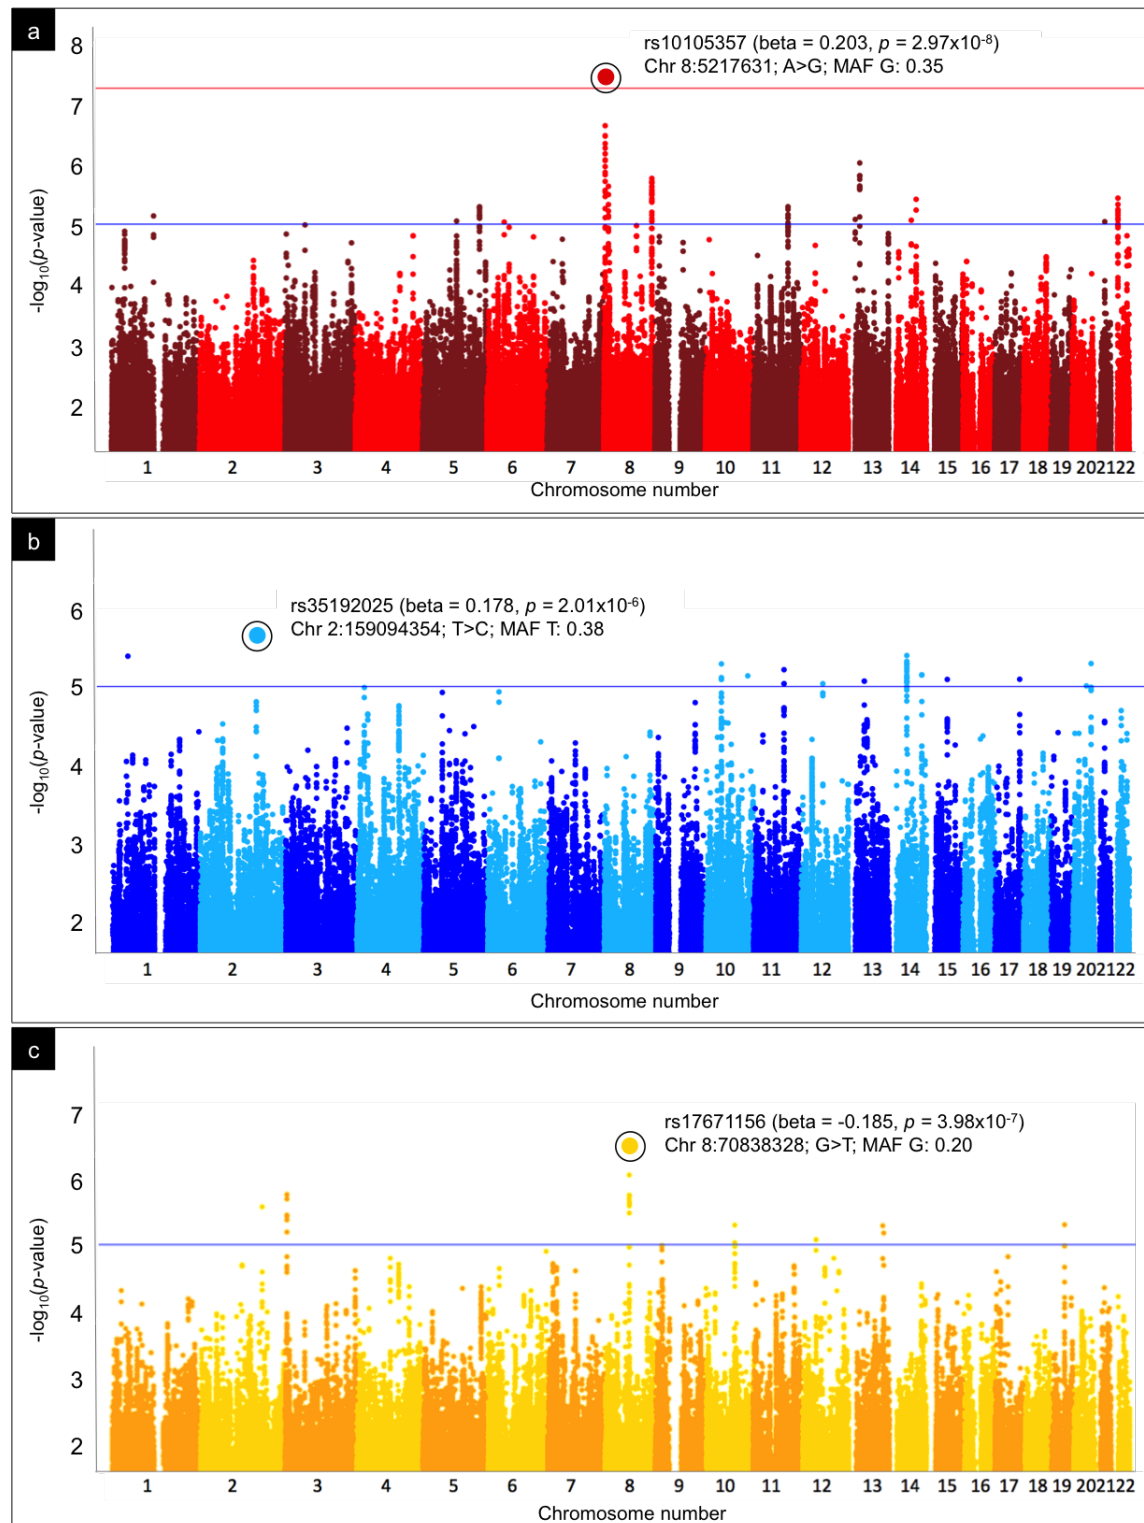 a
rs10105357 (beta = 0.203, p = 2.97x10-8)
Chr 8:5217631; A>G; MAF G: 0.35
8
7
6
5
4
3
2
-log10(p-value)
1 2 3 4 5 6 7 8 9 10 11 12 13 14 15 16 17 18 19 20 21 22
Chromosome number
b
rs35192025 (beta = 0.178, p = 2.01x10-6)
Chr 2:159094354; T>C; MAF T: 0.38
6
5
4
3
2
-log10(p-value)
1 2 3 4 5 6 7 8 9 10 11 12 13 14 15 16 17 18 19 20 21 22
Chromosome number
c
rs17671156 (beta = -0.185, p = 3.98x10-7)
Chr 8:70838328; G>T; MAF G: 0.20
7
6
5
4
3
2
-log10(p-value)
1 2 3 4 5 6 7 8 9 10 11 12 13 14 15 16 17 18 19 20 21 22
Chromosome number